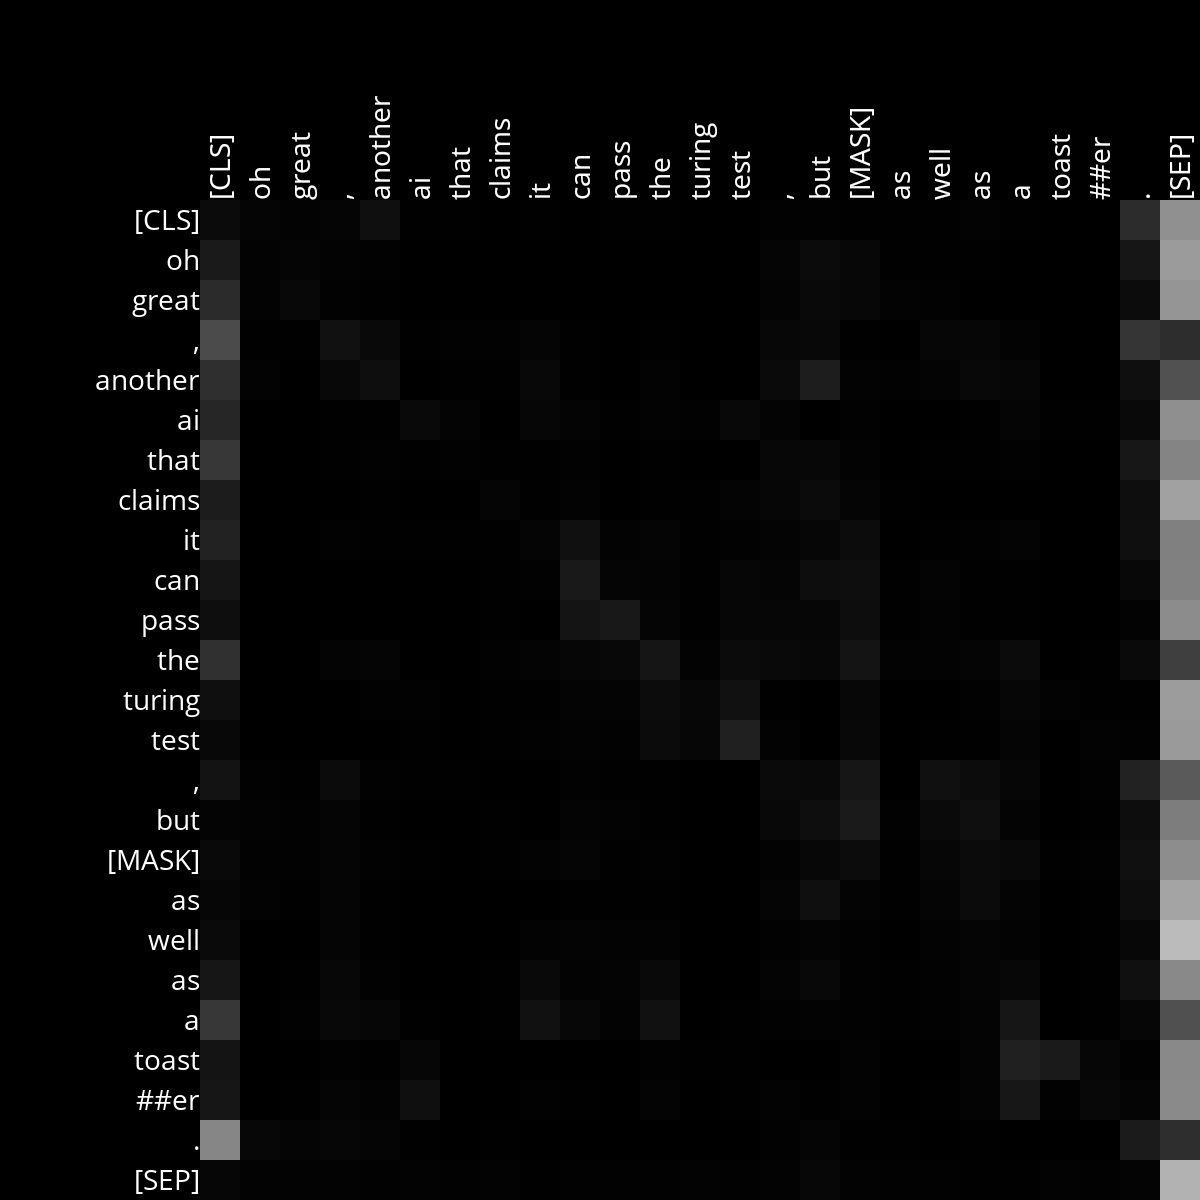 [CLS] oh great , another ai that claims it can pass the turing test , but [MASK] as well as a toast ##er . [SEP]
[CLS]
oh
great
,
another
ai
that
claims
it
can
pass
the
turing
test
,
but
[MASK]
as
well
as
a
toast
##er
.
[SEP]